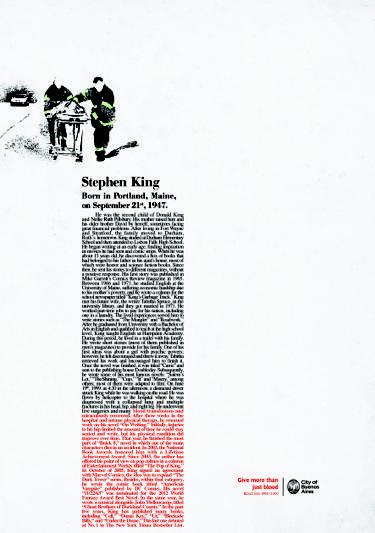 Stephen King
Born in Portland, Maine,
on September 21st, 1947.
He was the second child of Donald King
and Nellie Ruth Pillsbury. His mother raised him and
his older brother David by herself, sometimes facing
great financial problems. After living in Fort Wayne
and Stratford, the family moved to Durham,
Ruth's hometown. King studied at Durham Elementary
School and then attended to Lisbon Falls High School.
He began writing at an early age, finding inspiration
in movies he had seen and comic strips. When he was
about 11 years old, he discovered a box of books that
had belonged to his father at his aunt's house, most of
which were horror and science fiction books. Since
then, he sent his stories to different magazines, without
a positive response. His first story was published in
Mike Garrett's Comics Review magazine in 1965.
Between 1966 and 1971, he studied English at the
University of Maine, suffering economic hardship due
to his mother's poverty, and He wrote a column for the
school newspaper titled "King's Garbage Truck." King
met his future wife, the writer Tabitha Spruce, at the
university library, and they got married in 1971. He
worked part-time jobs to pay for his studies, including
one in a laundry. The lived experiences served him to
write stories such as "The Mangler" and "Roadwork."
After he graduated from University with a Bachelor of
Arts in English and qualified to teach at the high school
level, King taught English at Hampden Academy.
During this period, he lived in a trailer with his family.
He wrote short stories (most of them published in
men's magazines) to provide for his family. One of his
first ideas was about a girl with psychic powers,
however, he felt discouraged and threw it away. Tabitha
rescued his work and encouraged him to finish it.
Once the novel was finished, it was titled "Carrie" and
sent to the publishing house Doubleday. Subsequently,
he wrote some of his most famous novels: "Salem's
Lot," "The Shining," "Cujo," "It" and "Misery," among
others; most of them were adapted to film. On June
19th, 1999, at 4:30 in the afternoon, a distracted driver
struck King while he was walking on the road. He was
flown by helicopter to the hospital where he was
diagnosed with a collapsed lung and multiple
fractures in his head, hip, and right leg. He underwent
five surgeries and many blood transfusions and
miraculously recovered. After three weeks in the
hospital and intense physical therapy, he resumed
work on his novel "On Writing." Initially, injuries
to his hip limited the amount of time he could stay
seated and write, but his physical condition did
improve over time. That year, he finished the most
part of "Buick 8," novel in which one of the main
characters dies in an accident. In 2003, the National
Book Awards honored him with a Lifetime
Achievement Award. Since 2003, the author has
offered his point of view on pop culture in a column
of Entertainment Weekly titled "The Pop of King."
In October of 2005, King signed an agreement
with Marvel Comics, the idea was to expand "The
Dark Tower" series. Besides, within that category,
he wrote the comic book titled "American
Vampire" published by DC Comics. His novel
"11/22/63" was nominated for the 2012 World
Fantasy Award Best Novel. In the same year, he
wrote a musical alongside John Mellencamp, titled
"Ghost Brothers of Darkland County." In the past
few years, King has published many books,
including "Cell," "Duma Key," "Ur," "Blockade
Billy," and "Under the Dome." This last one debuted
at No.1 in The New York Times Bestseller List.
Give more than
just blood
City of
Buenos
Aires